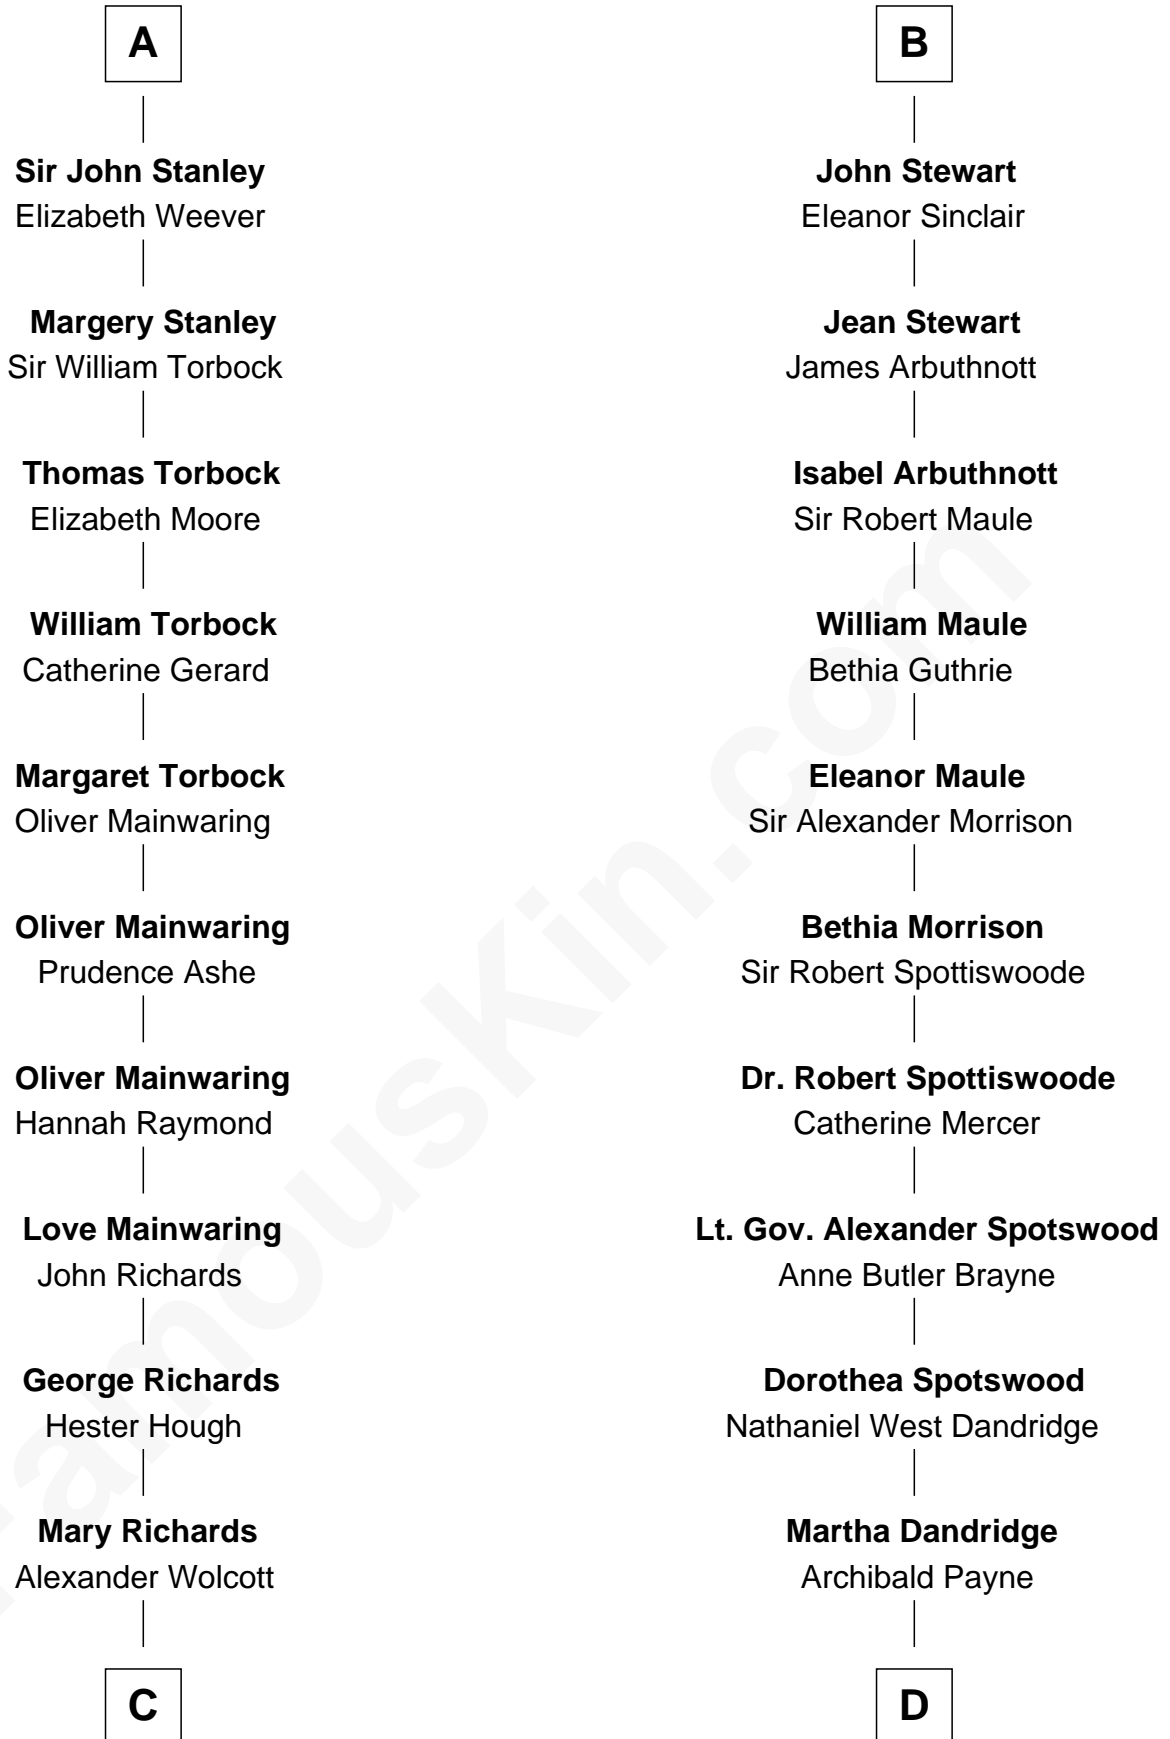 A
Sir John Stanley
Elizabeth Weever
Margery Stanley
Sir William Torbock
Thomas Torbock
Elizabeth Moore
William Torbock
Catherine Gerard
Margaret Torbock
Oliver Mainwaring
Oliver Mainwaring
Prudence Ashe
Oliver Mainwaring
Hannah Raymond
Love Mainwaring
John Richards
George Richards
Hester Hough
Mary Richards
Alexander Wolcott
C
B
John Stewart
Eleanor Sinclair
Jean Stewart
James Arbuthnott
Isabel Arbuthnott
Sir Robert Maule
William Maule
Bethia Guthrie
Eleanor Maule
Sir Alexander Morrison
Bethia Morrison
Sir Robert Spottiswoode
Dr. Robert Spottiswoode
Catherine Mercer
Lt. Gov. Alexander Spotswood
Anne Butler Brayne
Dorothea Spotswood
Nathaniel West Dandridge
Martha Dandridge
Archibald Payne
D
FamousKin.com